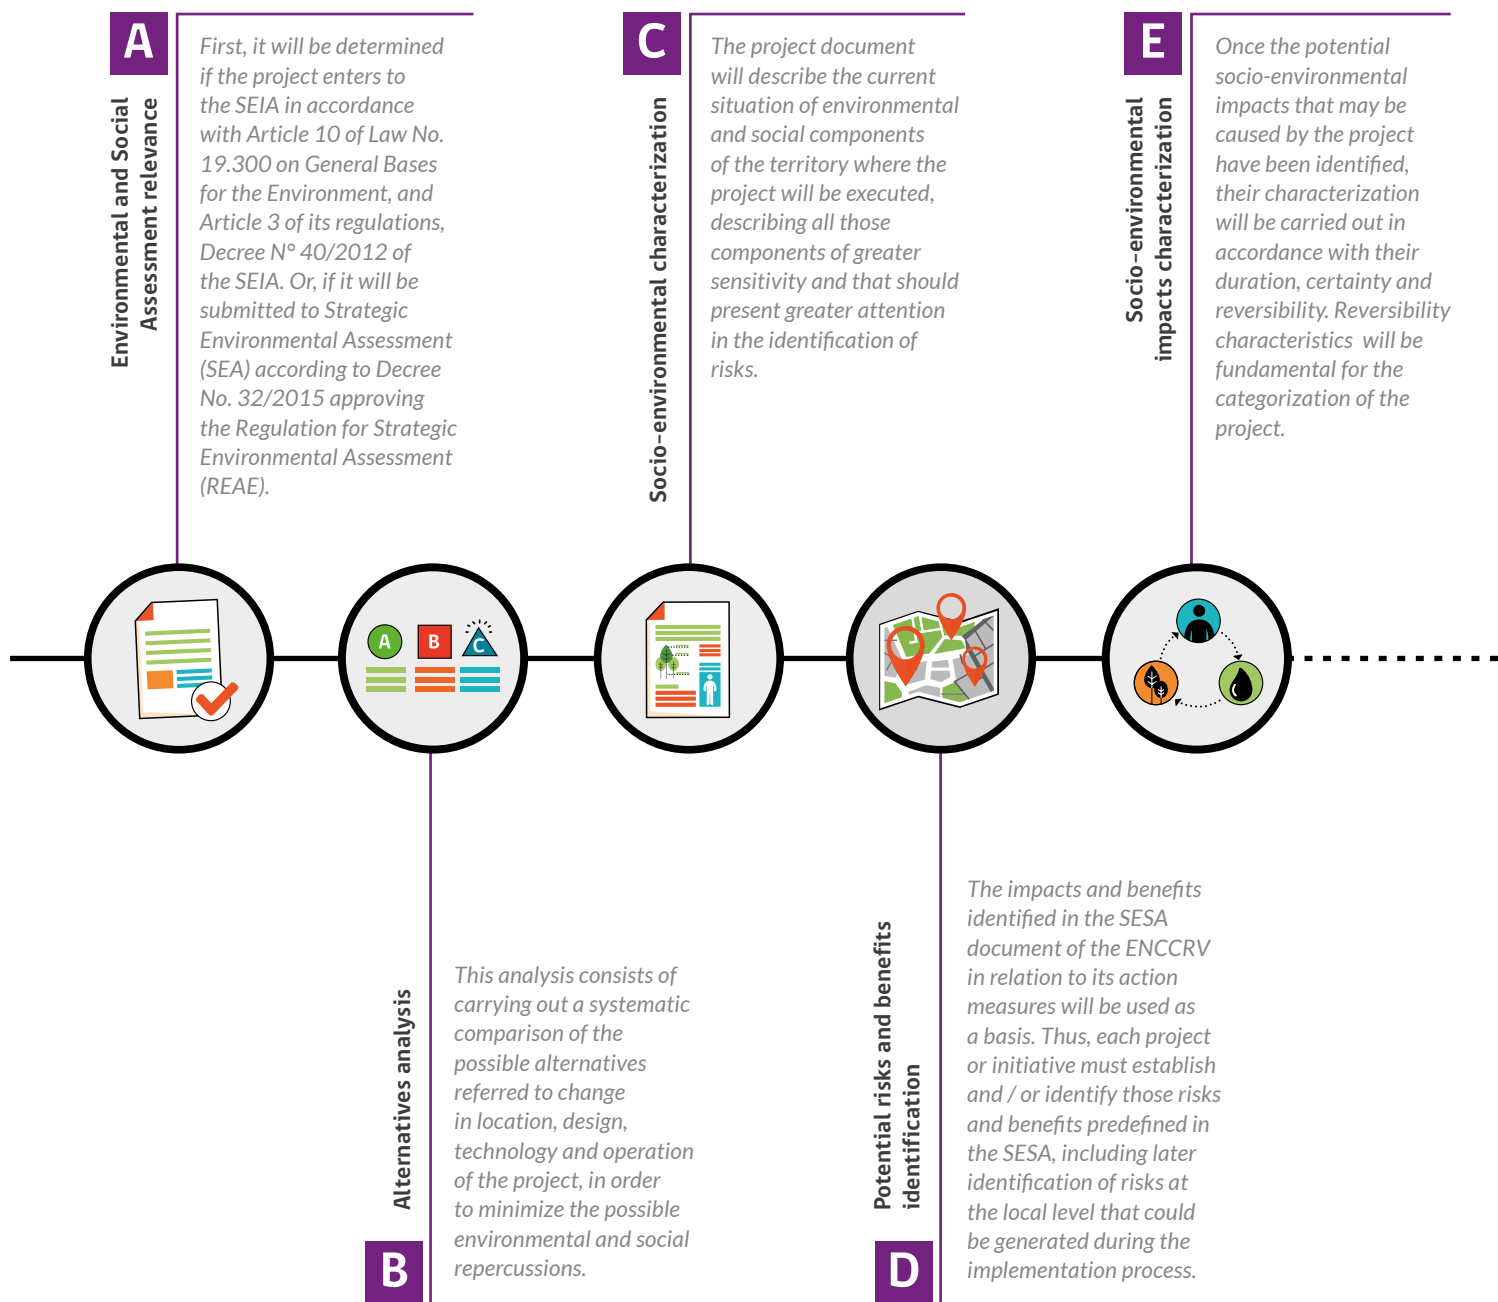 A
Environmental and Social
Assessment relevance
First, it will be determined
if the project enters to
the SEIA in accordance
with Article 10 of Law No.
19.300 on General Bases
for the Environment, and
Article 3 of its regulations,
Decree N° 40/2012 of
the SEIA. Or, if it will be
submitted to Strategic
Environmental Assessment
(SEA) according to Decree
No. 32/2015 approving
the Regulation for Strategic
Environmental Assessment
(REAE).
C
Socio-environmental characterization
The project document
will describe the current
situation of environmental
and social components
of the territory where the
project will be executed,
describing all those
components of greater
sensitivity and that should
present greater attention
in the identification of
risks.
E
Socio-environmental
impacts characterization
Once the potential
socio-environmental
impacts that may be
caused by the project
have been identified,
their characterization
will be carried out in
accordance with their
duration, certainty and
reversibility. Reversibility
characteristics will be
fundamental for the
categorization of the
project.
A
B
C
Alternatives analysis
B
This analysis consists of
carrying out a systematic
comparison of the
possible alternatives
referred to change
in location, design,
technology and operation
of the project, in order
to minimize the possible
environmental and social
repercussions.
Potential risks and benefits
identification
D
The impacts and benefits
identified in the SESA
document of the ENCCRV
in relation to its action
measures will be used as
a basis. Thus, each project
or initiative must establish
and / or identify those risks
and benefits predefined in
the SESA, including later
identification of risks at
the local level that could
be generated during the
implementation process.